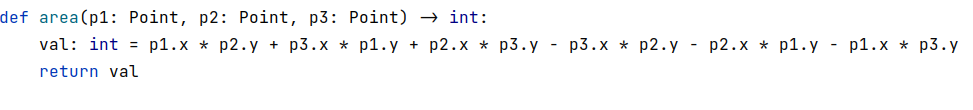 def area(p1: Point, p2: Point, p3: Point) -> int:
    val: int = p1.x * p2.y + p3.x * p1.y + p2.x * p3.y - p3.x * p2.y - p2.x * p1.y - p1.x * p3.y
    return val